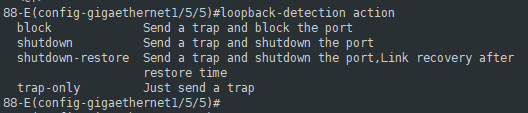 88-E(config-gigaethernet1/5/5)#loopback-detection action
block Send a trap and block the port
shutdown Send a trap and shutdown the port
shutdown-restore Send a trap and shutdown the port,Link recovery after
restore time
trap-only Just send a trap
88-E(config-gigaethernet1/5/5)#